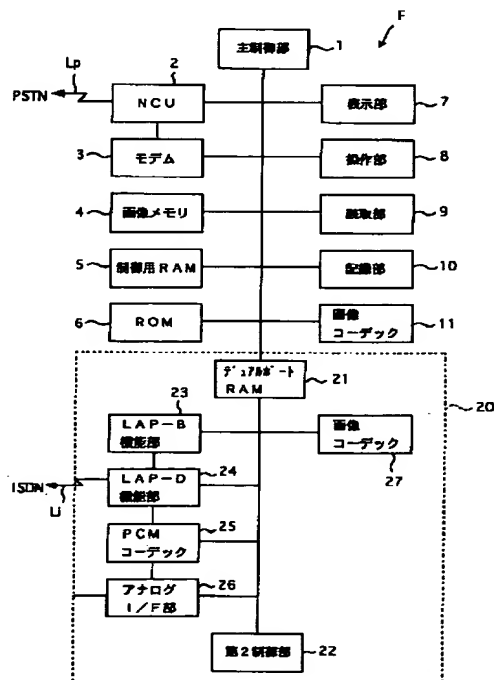 F
主制御部
1
Lp
2
PSTN
NCU
表示部
7
3
モデム
操作部
8
4
画像メモリ
読取部
9
5
制御用RAM
記録部
10
6
ROM
画像
コーデック
11
デュアルポート
RAM
21
20
23
LAP-B
機能部
画像
コーデック
27
24
ISDN
LAP-D
機能部
Li
25
PCM
コーデック
26
アナログ
I/F部
第2制御部
22